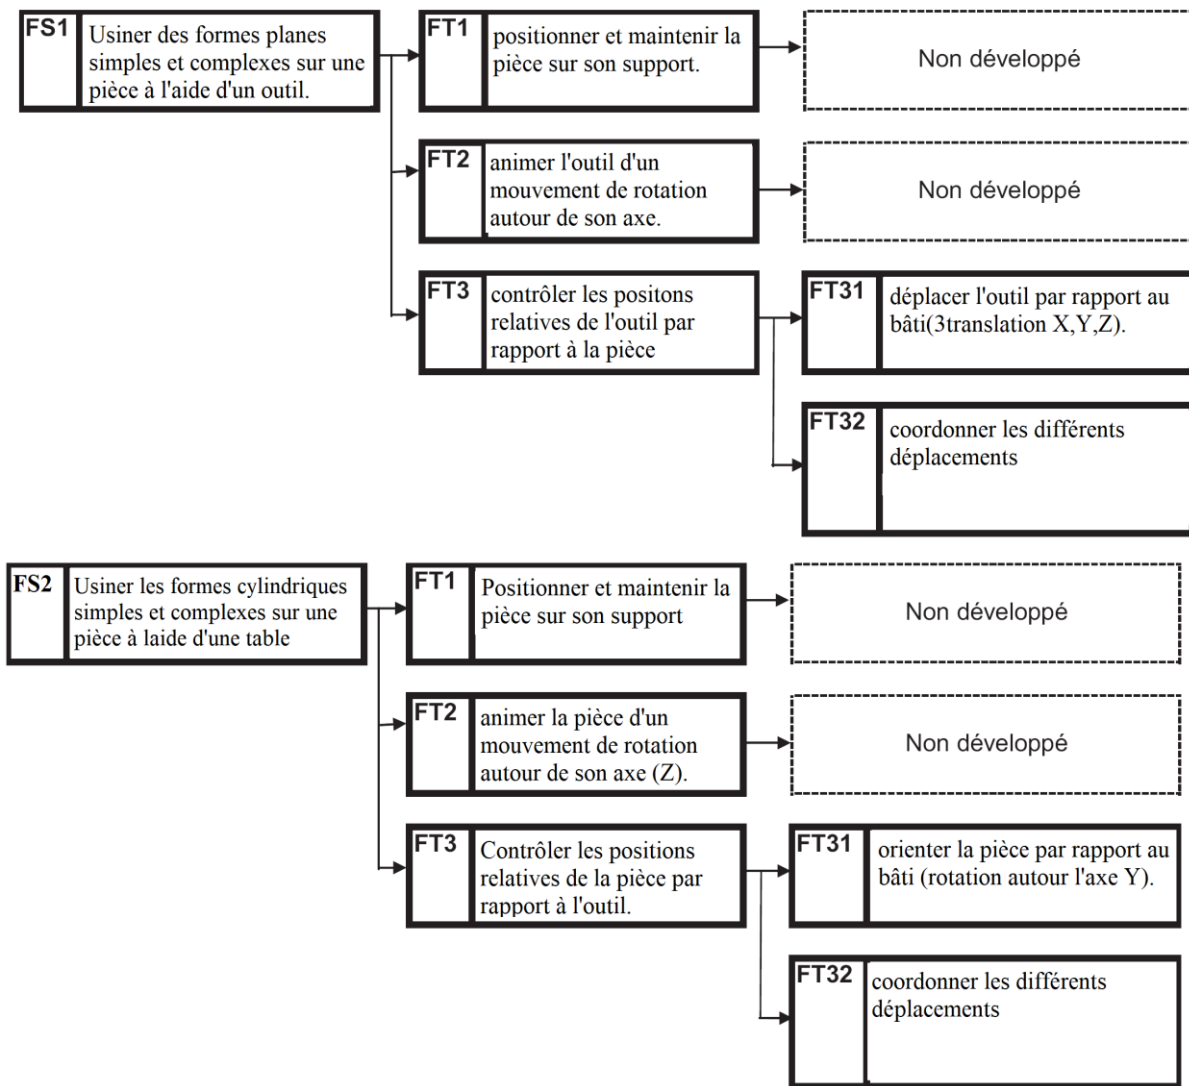 FS1
Usiner des formes planes
simples et complexes sur une
pièce à l'aide d'un outil.
FT1
positionner et maintenir la
pièce sur son support.
Non développé
FT2
animer l'outil d'un
mouvement de rotation
autour de son axe.
Non développé
FT3
contrôler les positons
relatives de l'outil par
rapport à la pièce
FT31
déplacer l'outil par rapport au
bâti(3translation X,Y,Z).
FT32
coordonner les différents
déplacements
FS2
Usiner les formes cylindriques
simples et complexes sur une
pièce à laide d'une table
FT1
Positionner et maintenir la
pièce sur son support
Non développé
FT2
animer la pièce d'un
mouvement de rotation
autour de son axe (Z).
Non développé
FT3
Contrôler les positions
relatives de la pièce par
rapport à l'outil.
FT31
orienter la pièce par rapport au
bâti (rotation autour l'axe Y).
FT32
coordonner les différents
déplacements